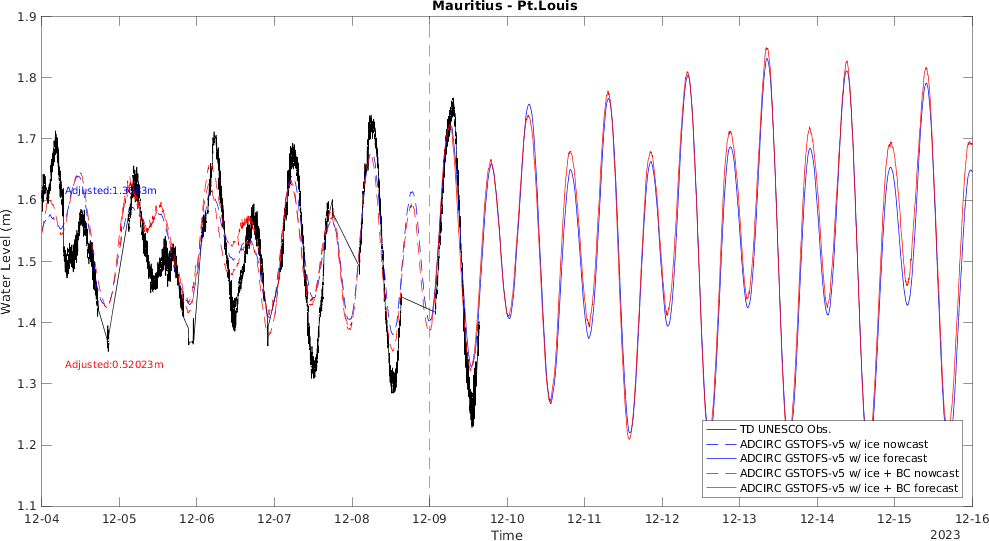 Mauritius - Pt.Louis
1.9
1.8
1.7
1.6
1.5
1.4
1.3
1.2
1.1
Water Level (m)
Adjusted:0.52023m
TD UNESCO Obs.
ADCIRC GSTOFS-v5 w/ ice nowcast
ADCIRC GSTOFS-v5 w/ ice forecast
ADCIRC GSTOFS-v5 w/ ice + BC nowcast
ADCIRC GSTOFS-v5 w/ ice + BC forecast
12-04 12-05 12-06 12-07 12-08 12-09 12-10 12-11 12-12 12-13 12-14 12-15 12-16
Time
2023